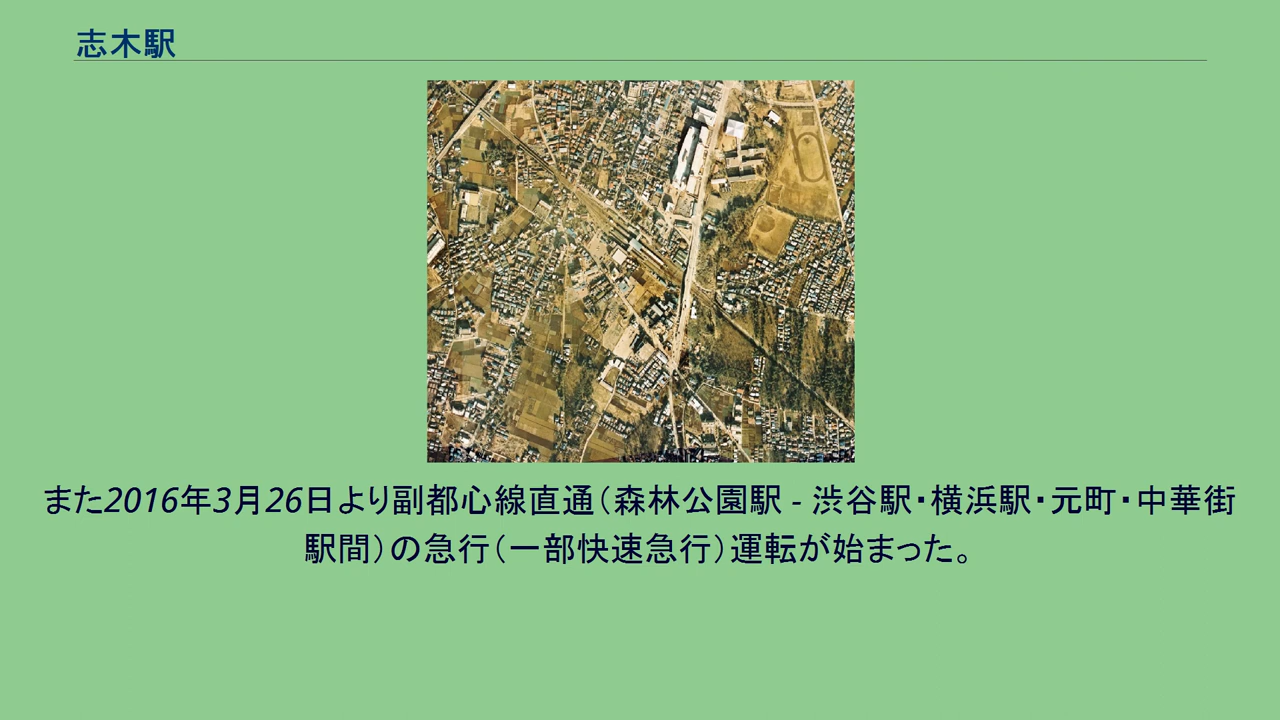 志木駅
また2016年3月26日より副都心線直通（森林公園駅 - 渋谷駅・横浜駅・元町・中華街
駅間）の急行（一部快速急行）運転が始まった。